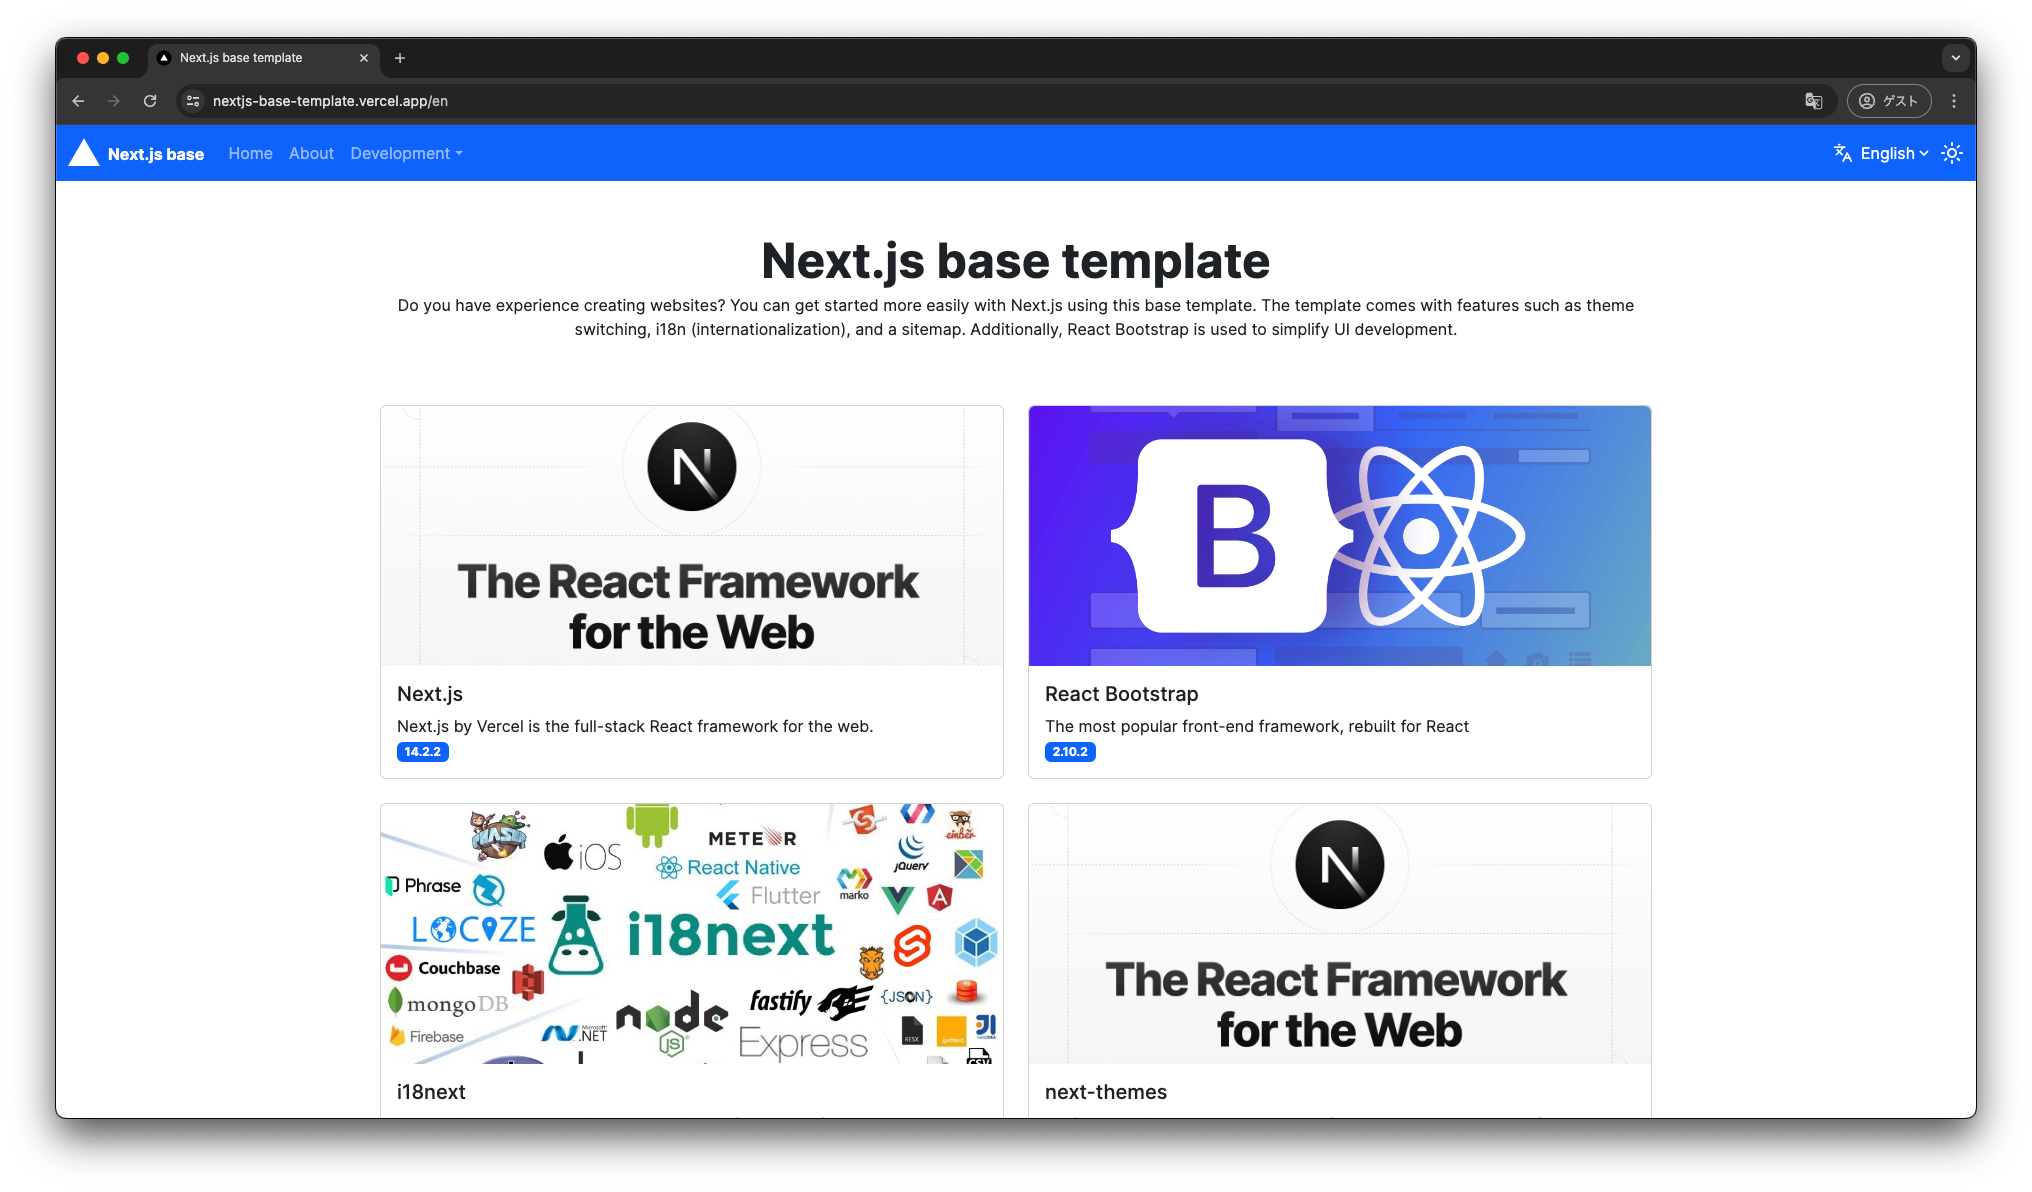 Next.js base template
nextjs-base-template.vercel.app/en
ゲスト
Next.js base
Home
About
Development
English
Next.js base template
Do you have experience creating websites? You can get started more easily with Next.js using this base template. The template comes with features such as theme
switching, i18n (internationalization), and a sitemap. Additionally, React Bootstrap is used to simplify UI development.
N
The React Framework
for the Web
Next.js
Next.js by Vercel is the full-stack React framework for the web.
14.2.2
B
React Bootstrap
The most popular front-end framework, rebuilt for React
2.10.2
iOS
METEOR
React Native
Flutter
marko
jQuery
ember
Phrase
LOCIZE
i18next
Couchbase
mongoDB
Firebase
Microsoft
.NET
node
JS
fastify
Express
{JSON}
RESX
gettext
CSV
i18next
N
The React Framework
for the Web
next-themes